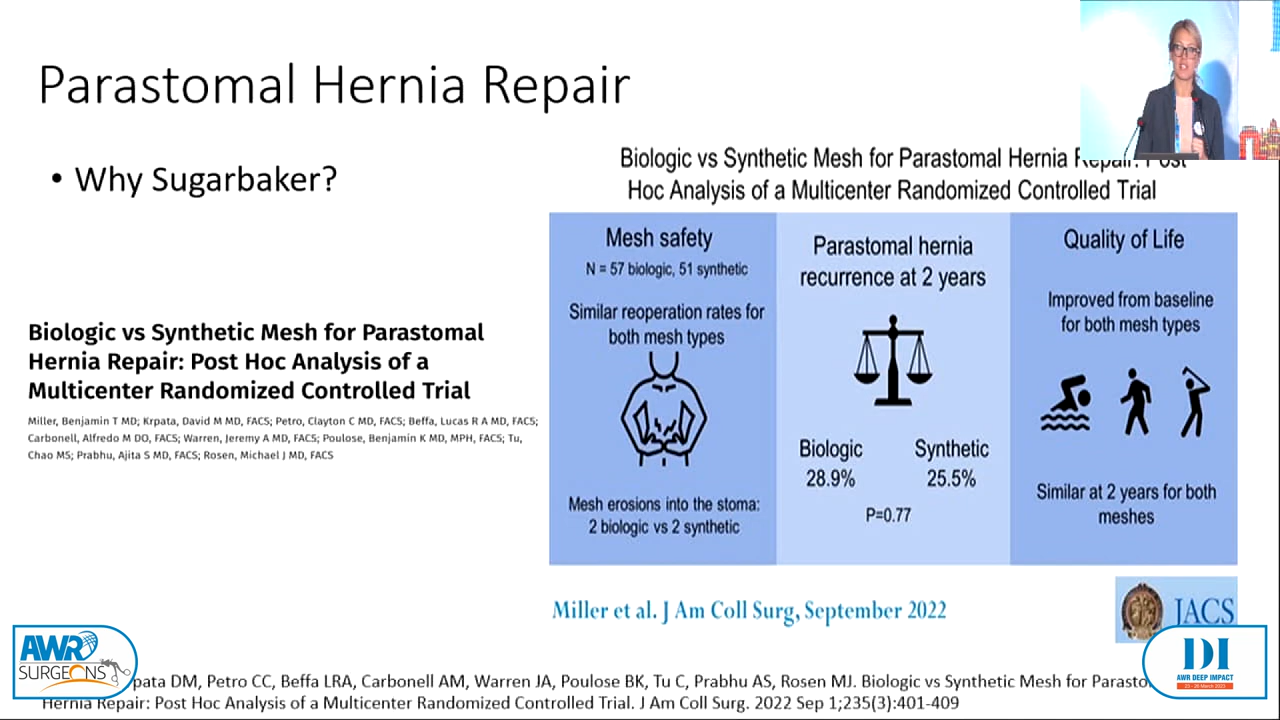 Parastomal Hernia Repair
• Why Sugarbaker?
Biologic vs Synthetic Mesh for Parastomal
Hernia Repair: Post Hoc Analysis of a
Multicenter Randomized Controlled Trial
Miller, Benjamin T MD; Krpata, David M MD, FACS; Petro, Clayton C MD, FACS; Beffa, Lucas R A MD, FACS;
Carbonell, Alfredo M DO, FACS; Warren, Jeremy A MD, FACS; Poulose, Benjamin K MD, MPH, FACS; Tu,
Chao MS; Prabhu, Ajita S MD, FACS; Rosen, Michael J MD, FACS
Biologic vs Synthetic Mesh for Parastomal Hernia Repair: Post
Hoc Analysis of a Multicenter Randomized Controlled Trial
Mesh safety
N = 57 biologic, 51 synthetic
Similar reoperation rates for
both mesh types
Mesh erosions into the stoma:
2 biologic vs 2 synthetic
Parastomal hernia
recurrence at 2 years
Biologic Synthetic
28.9% 25.5%
P=0.77
Quality of Life
Improved from baseline
for both mesh types
Similar at 2 years for both
meshes
Miller et al. J Am Coll Surg, September 2022
JACS
AWR
SURGEONS
DI
AWR DEEP IMPACT
pata DM, Petro CC, Beffa LRA, Carbonell AM, Warren JA, Poulose BK, Tu C, Prabhu AS, Rosen MJ. Biologic vs Synthetic Mesh for Parasto
Hernia Repair: Post Hoc Analysis of a Multicenter Randomized Controlled Trial. J Am Coll Surg. 2022 Sep 1;235(3):401-409